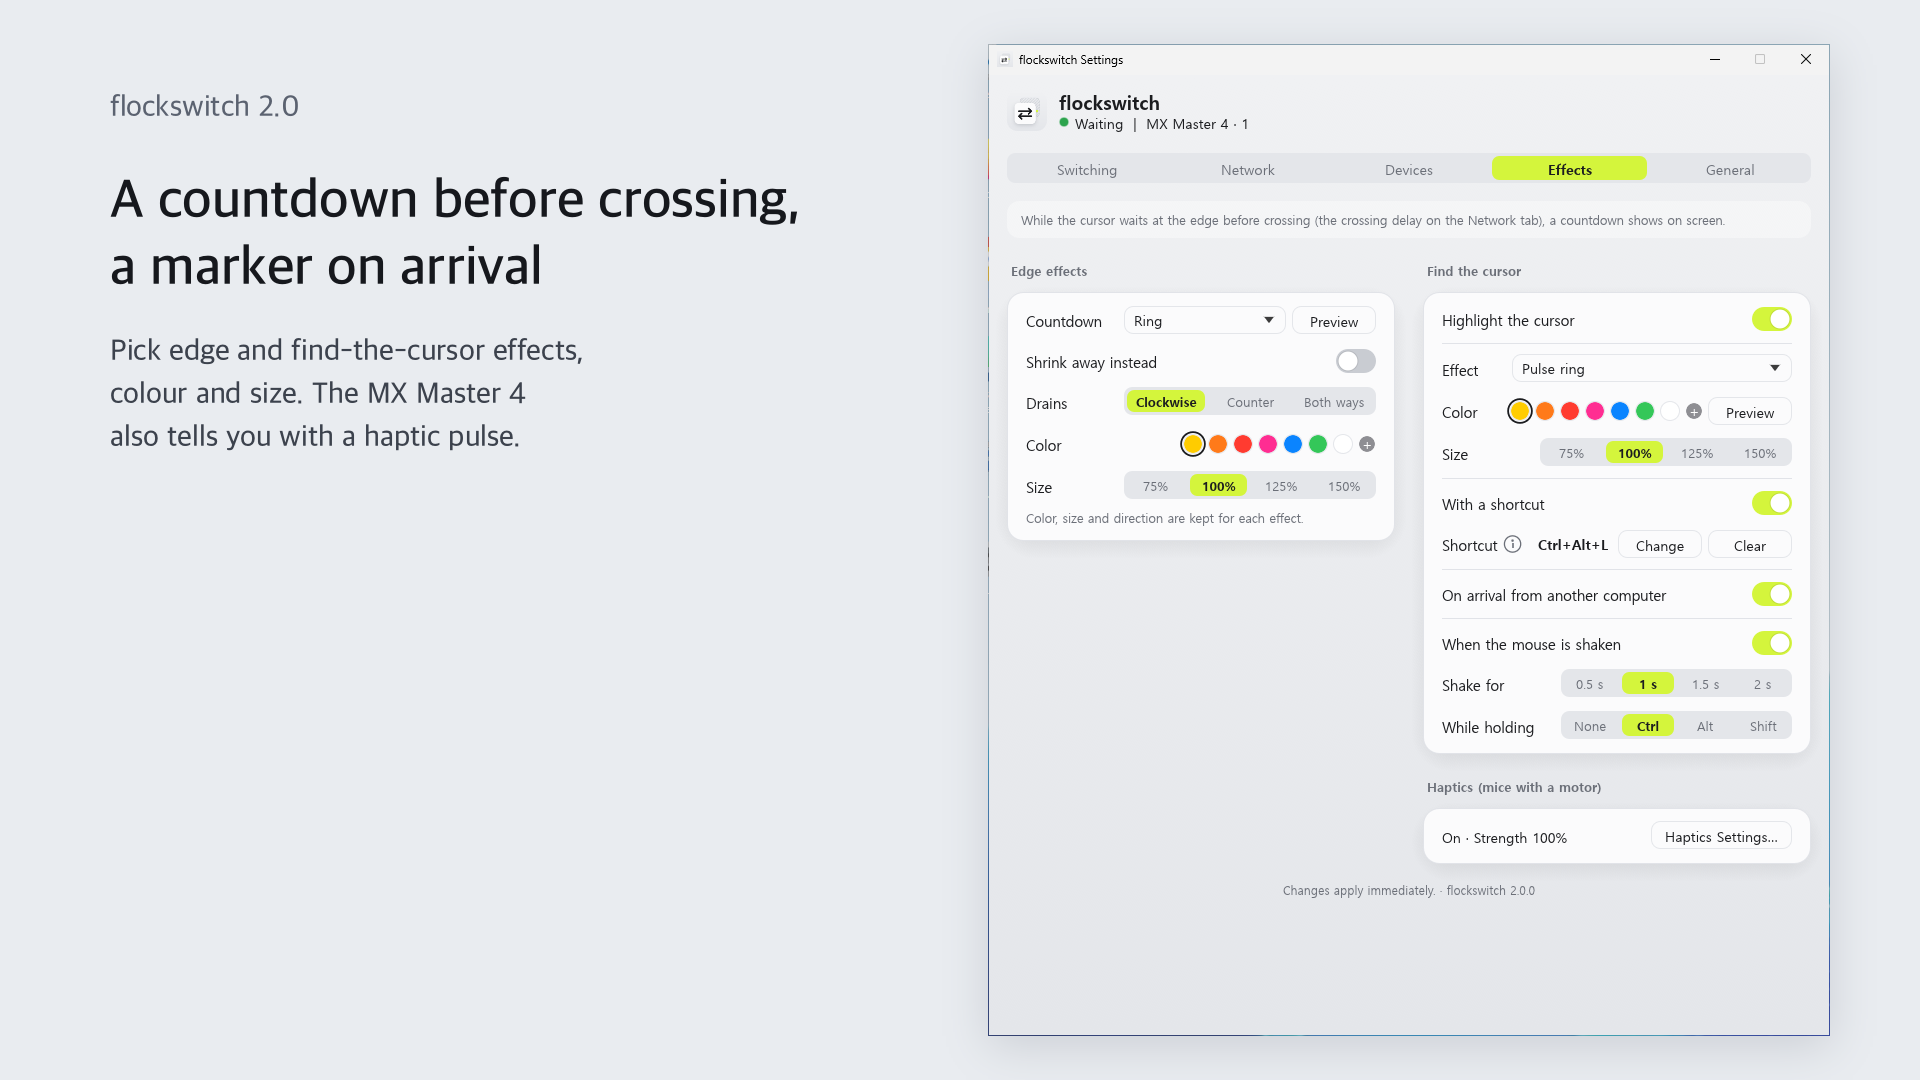 flockswitch 2.0
A countdown before crossing,
a marker on arrival
Pick edge and find-the-cursor effects,
colour and size. The MX Master 4
also tells you with a haptic pulse.
flockswitch Settings
flockswitch
Waiting | MX Master 4 · 1
Switching Network Devices Effects General
While the cursor waits at the edge before crossing (the crossing delay on the Network tab), a countdown shows on screen.
Edge effects
Countdown Ring Preview
Shrink away instead
Drains Clockwise Counter Both ways
Color
Size 75% 100% 125% 150%
Color, size and direction are kept for each effect.
Find the cursor
Highlight the cursor
Effect Pulse ring
Color Preview
Size 75% 100% 125% 150%
With a shortcut
Shortcut Ctrl+Alt+L Change Clear
On arrival from another computer
When the mouse is shaken
Shake for 0.5 s 1 s 1.5 s 2 s
While holding None Ctrl Alt Shift
Haptics (mice with a motor)
On · Strength 100% Haptics Settings...
Changes apply immediately. · flockswitch 2.0.0